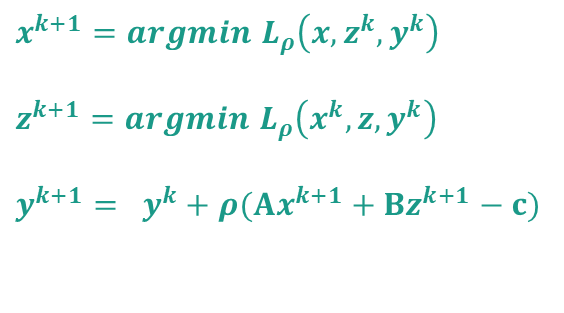 x^{k+1} = argmin L_ρ(x, z^k, y^k)
z^{k+1} = argmin L_ρ(x^k, z, y^k)
y^{k+1} = y^k + ρ(Ax^{k+1} + Bz^{k+1} − c)